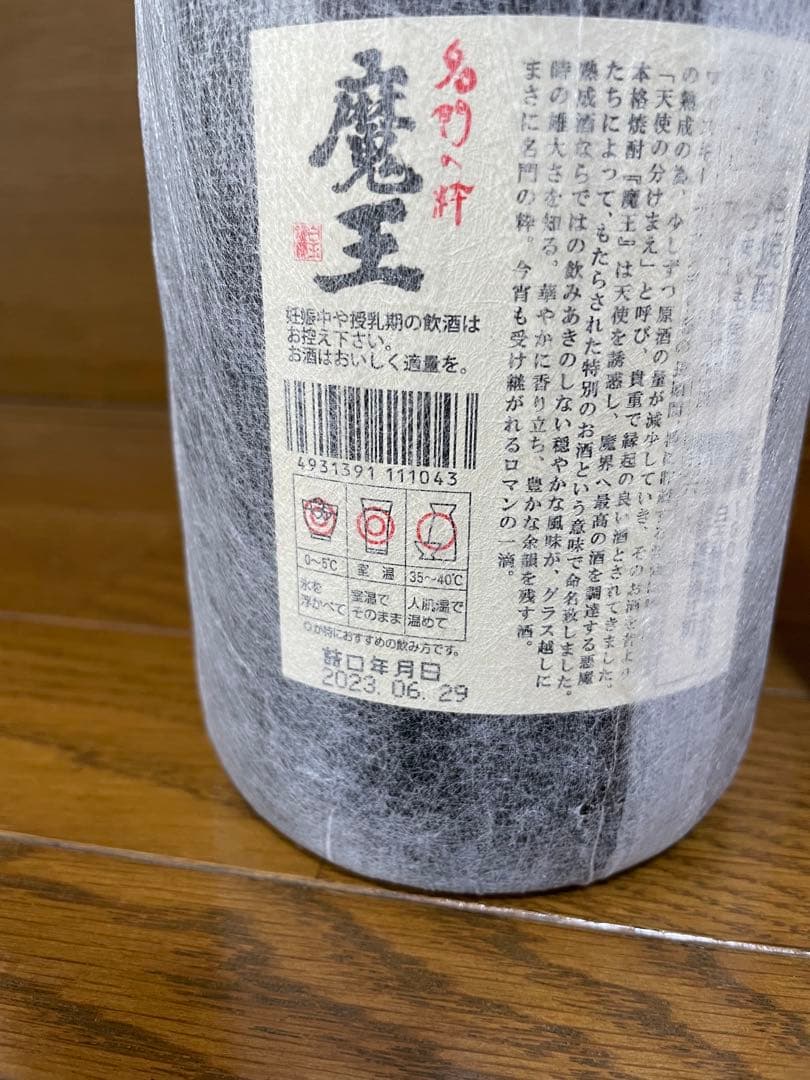 名門の粋
魔王
妊娠中や授乳期の飲酒は
お控え下さい。
お酒はおいしく適量を。
4931391 111043
0〜5℃
室温
35〜40℃
氷を
浮かべて
室温で
そのまま
人肌温で
温めて
○が特におすすめの飲み方です。
詰口年月日
2023.06.29
の熟成の為、少しずつ原酒の量が減少していき、そのお酒を
「天使の分けまえ」と呼び、貴重で縁起の良い酒とされてきました。
本格焼酎『魔王』は天使を誘惑し、魔界へ最高の酒を調達する悪魔
たちによって、もたらされた特別のお酒という意味で命名致しました。
熟成酒ならではの飲みあきのしない穏やかな風味が、グラス越しに
時の雄大さを知る。華やかに香り立ち、豊かな余韻を残す酒。
まさに名門の粋。今宵も受け継がれるロマンの一滴。